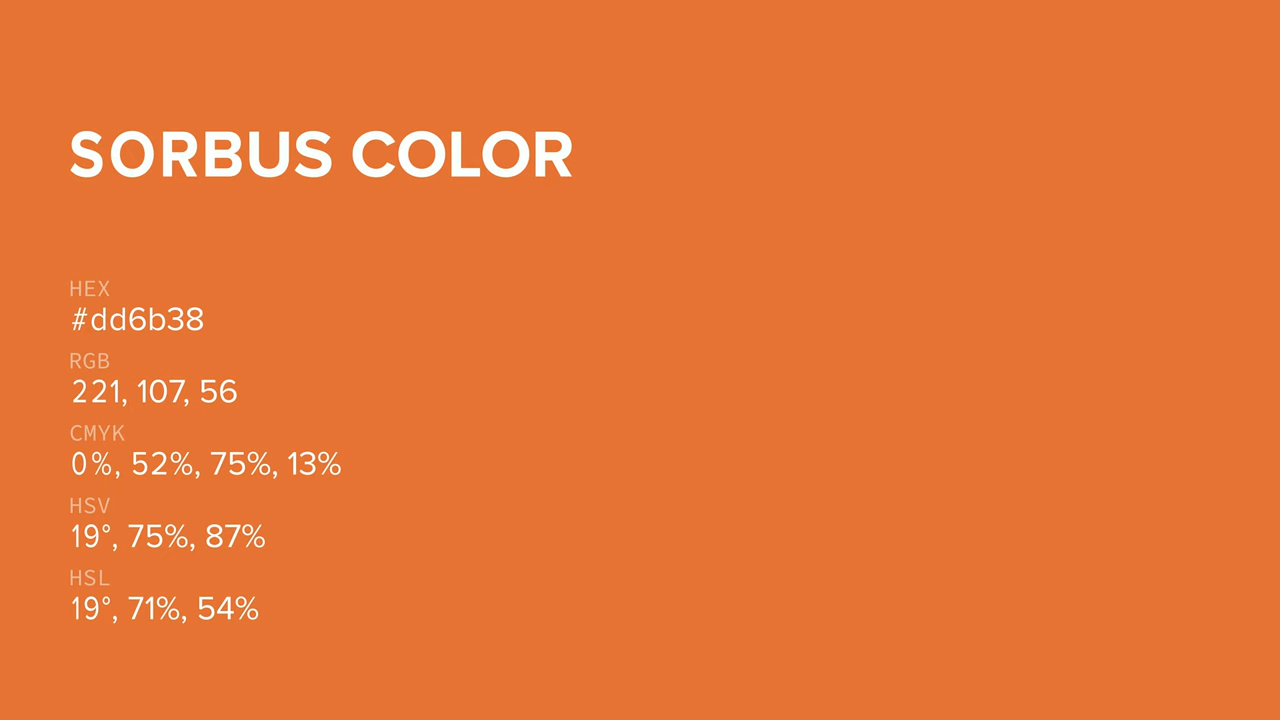 SORBUS COLOR
HEX
#dd6b38
RGB
221, 107, 56
CMYK
0%, 52%, 75%, 13%
HSV
19°, 75%, 87%
HSL
19°, 71%, 54%